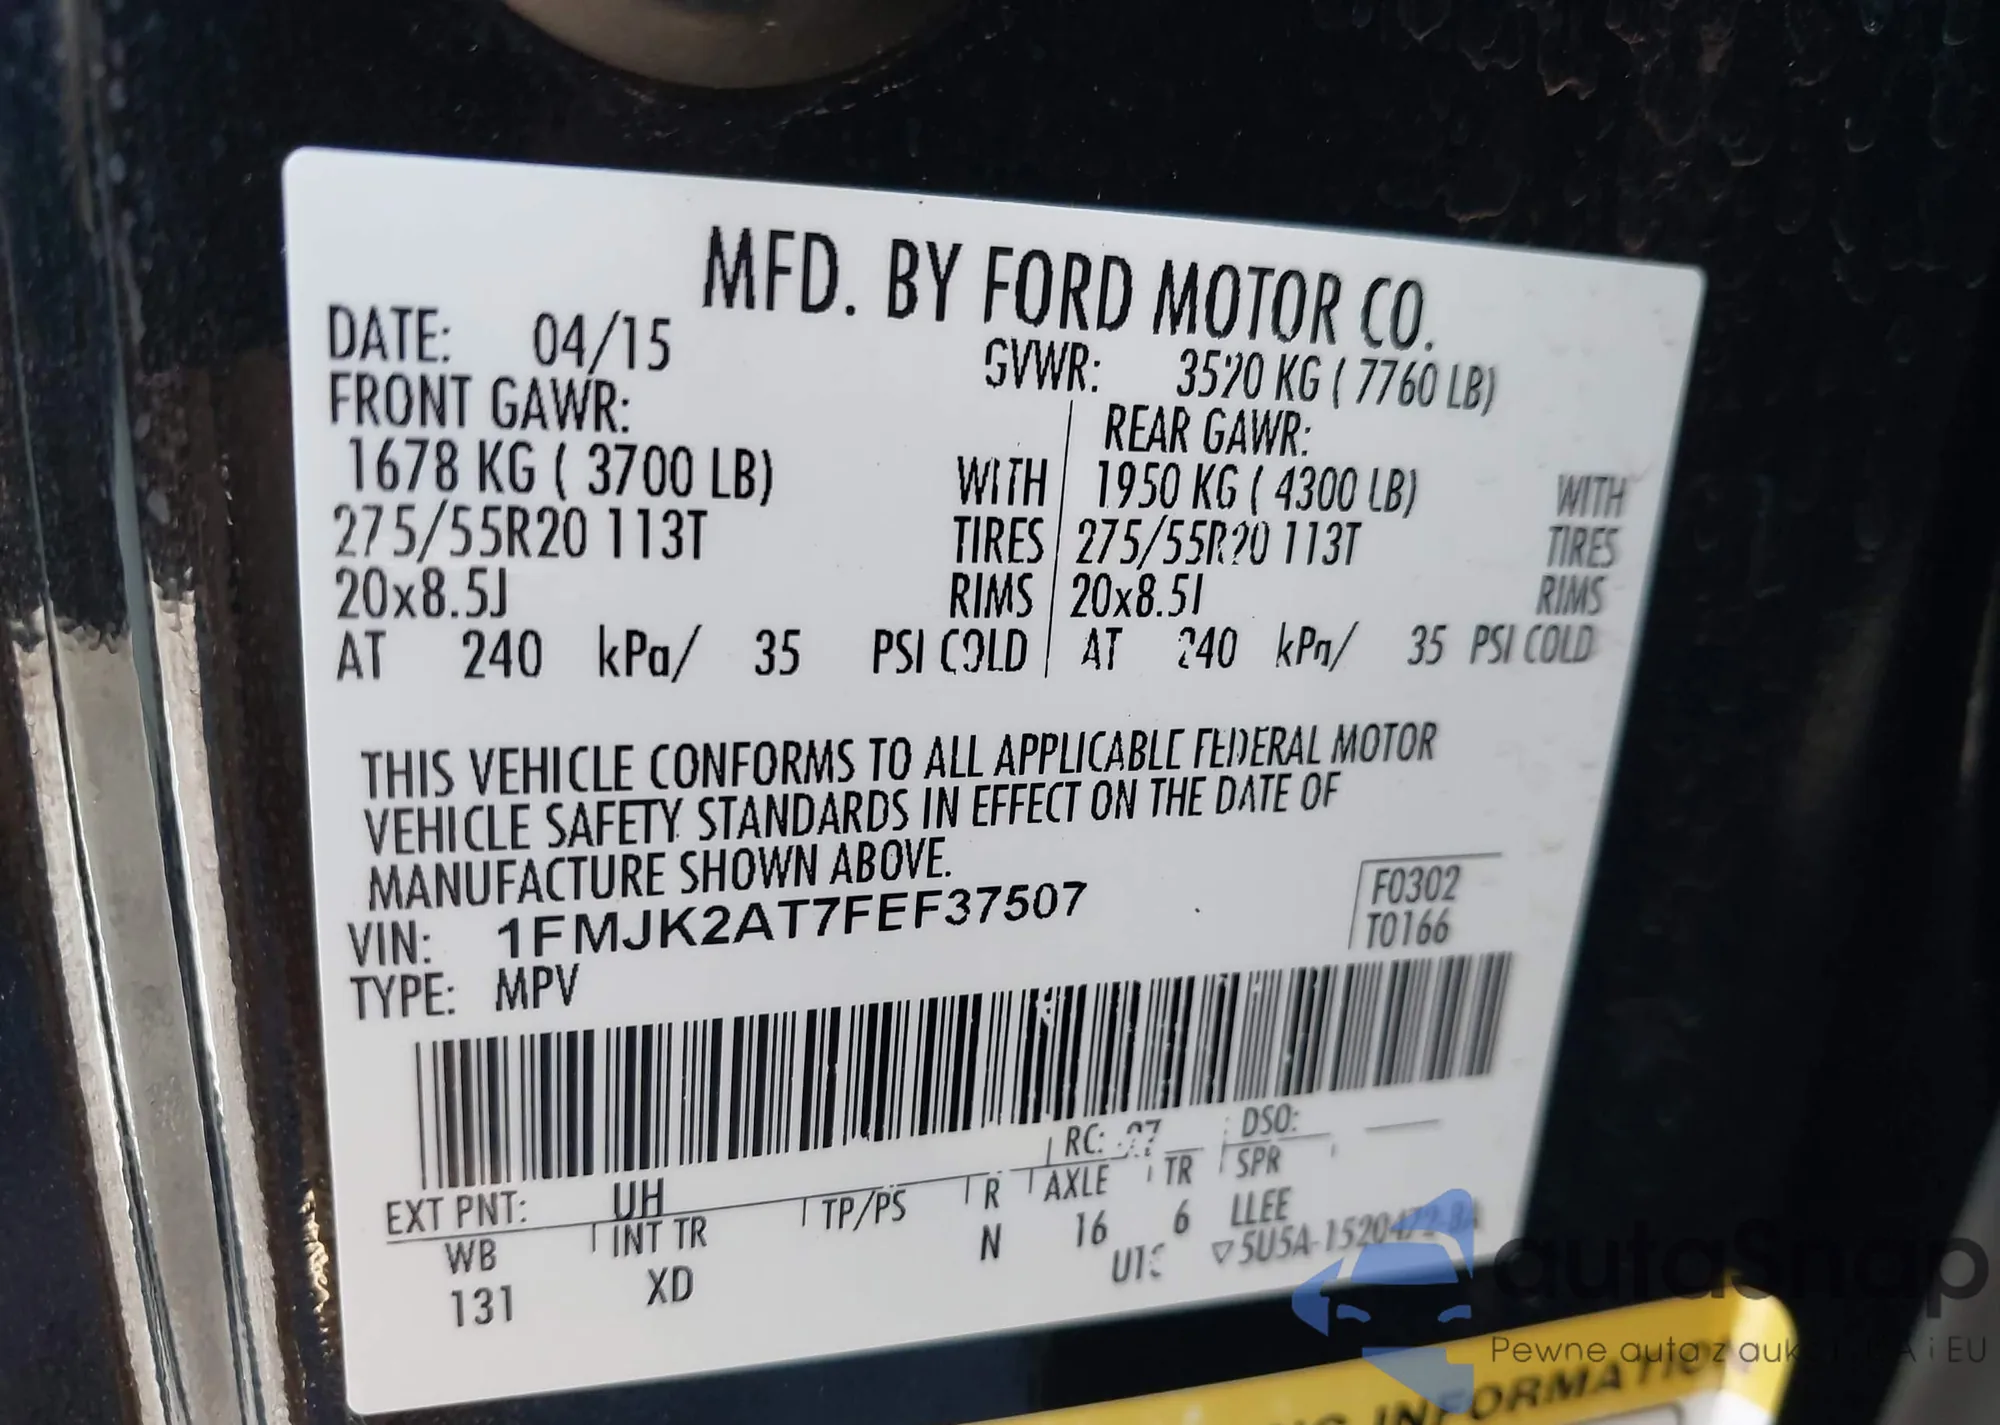 MFD. BY FORD MOTOR CO.
DATE: 04/15 GVWR: 3520 KG ( 7760 LB)
FRONT GAWR: REAR GAWR:
1678 KG ( 3700 LB) WITH 1950 KG ( 4300 LB) WITH
275/55R20 113T TIRES 275/55R20 113T TIRES
20x8.5J RIMS 20x8.5J RIMS
AT 240 kPa/ 35 PSI COLD AT 240 kPa/ 35 PSI COLD
THIS VEHICLE CONFORMS TO ALL APPLICABLE FEDERAL MOTOR
VEHICLE SAFETY STANDARDS IN EFFECT ON THE DATE OF
MANUFACTURE SHOWN ABOVE.
VIN: 1FMJK2AT7FEF37507
F0302
T0166
TYPE: MPV
RC: DSO:
EXT PNT: UH
WB INT TR TP/PS R AXLE TR SPR
131 XD N 16 6 LLEE
autaSnap
Pewne auta z i EU
INFORMATION